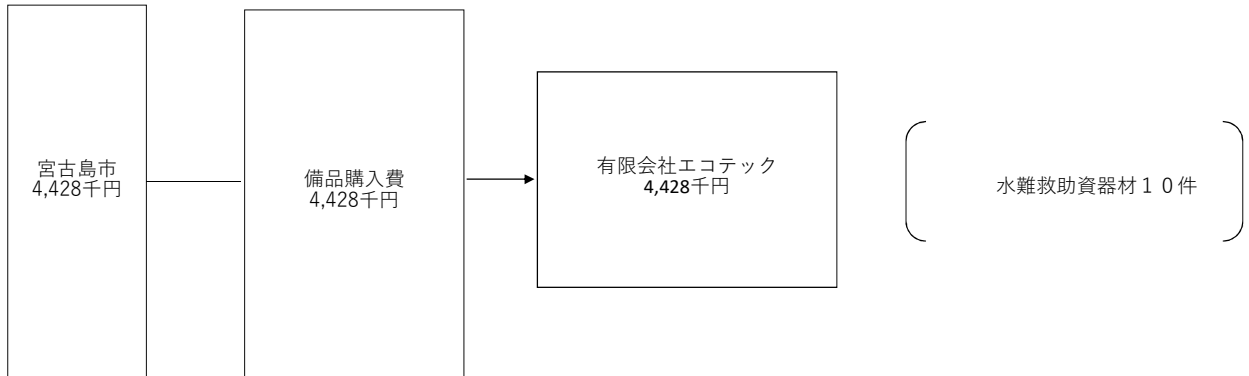 宮古島市
4,428千円
備品購入費
4,428千円
有限会社エコテック
4,428千円
水難救助資器材１０件